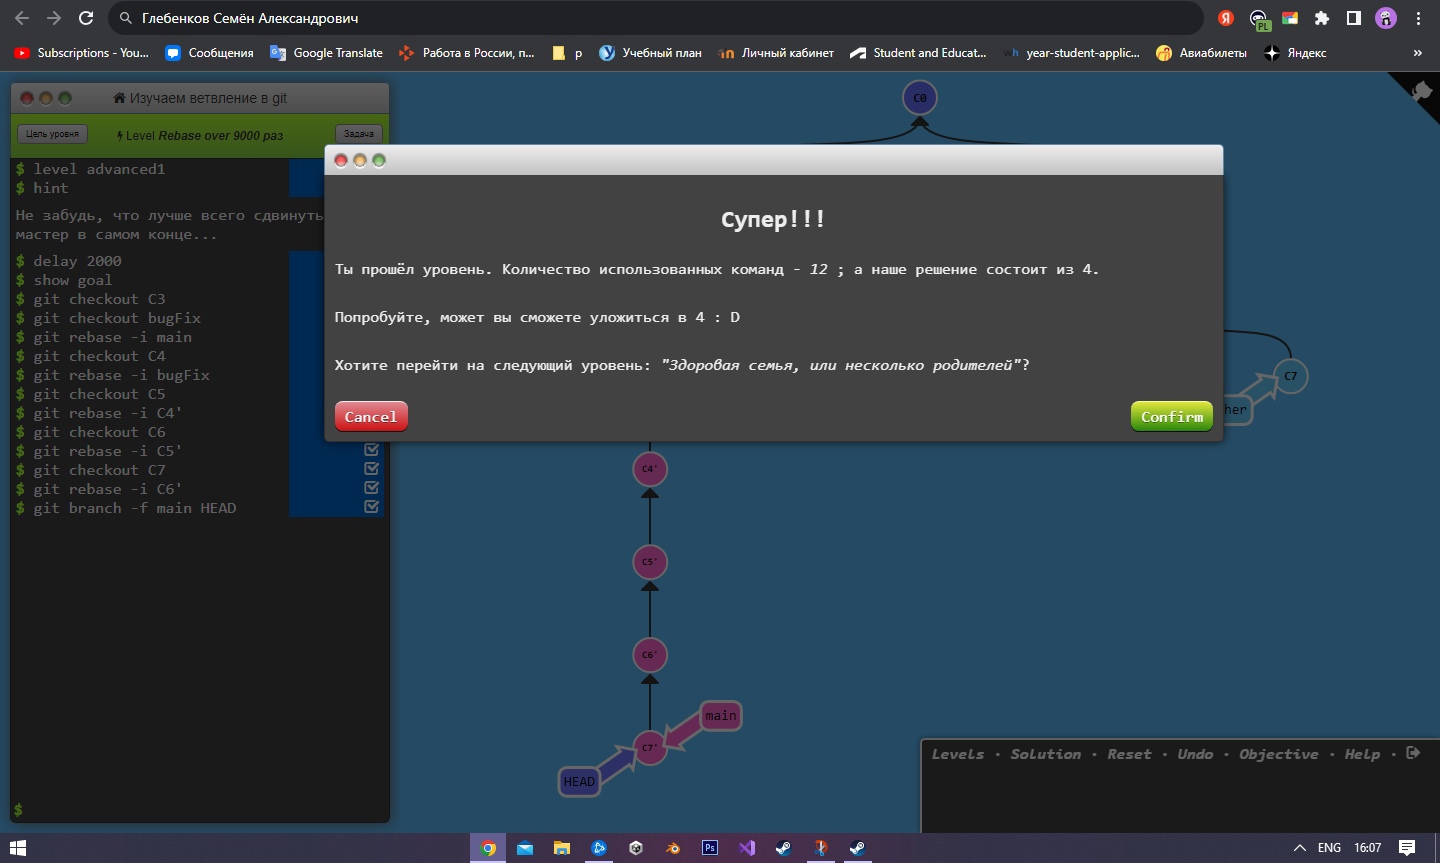 Глебенков Семён Александрович
PL
Subscriptions - You...
Сообщения
Google Translate
Работа в России, п...
р
Учебный план
Личный кабинет
Student and Educat...
wh year-student-applic...
Авиабилеты
Яндекс
»
Изучаем ветвление в git
Цель уровня
Level Rebase over 9000 раз
Задача
$ level advanced1
$ hint
Не забудь, что лучше всего сдвинуть
мастер в самом конце...
$ delay 2000
$ show goal
$ git checkout C3
$ git checkout bugFix
$ git rebase -i main
$ git checkout C4
$ git rebase -i bugFix
$ git checkout C5
$ git rebase -i C4'
$ git checkout C6
$ git rebase -i C5'
$ git checkout C7
$ git rebase -i C6'
$ git branch -f main HEAD
$
C0
Супер!!!
Ты прошёл уровень. Количество использованных команд - 12 ; а наше решение состоит из 4.
Попробуйте, может вы сможете уложиться в 4 : D
Хотите перейти на следующий уровень: "Здоровая семья, или несколько родителей"?
Cancel
Confirm
C7
her
C4'
C5'
C6'
main
C7'
HEAD
Levels · Solution · Reset · Undo · Objective · Help ·
Ps
ENG
16:07